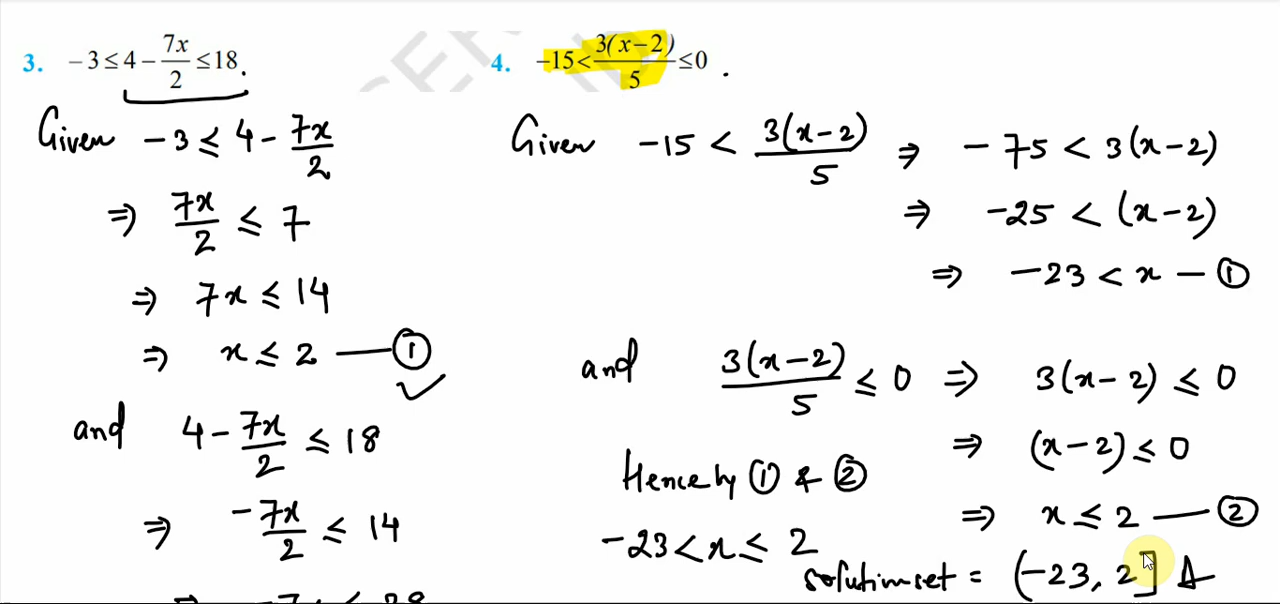 3. −3 ≤ 4 − 7x/2 ≤ 18.
Given −3 ≤ 4 − 7x/2
⇒ 7x/2 ≤ 7
⇒ 7x ≤ 14
⇒ x ≤ 2 — ①
and 4 − 7x/2 ≤ 18
⇒ −7x/2 ≤ 14
4. −15 < 3(x−2)/5 ≤ 0 .
Given −15 < 3(x−2)/5 ⇒ −75 < 3(x−2)
⇒ −25 < (x−2)
⇒ −23 < x — ①
and 3(x−2)/5 ≤ 0 ⇒ 3(x−2) ≤ 0
⇒ (x−2) ≤ 0
⇒ x ≤ 2 — ②
Hence by ① & ②
−23 < x ≤ 2
solution set = (−23, 2]